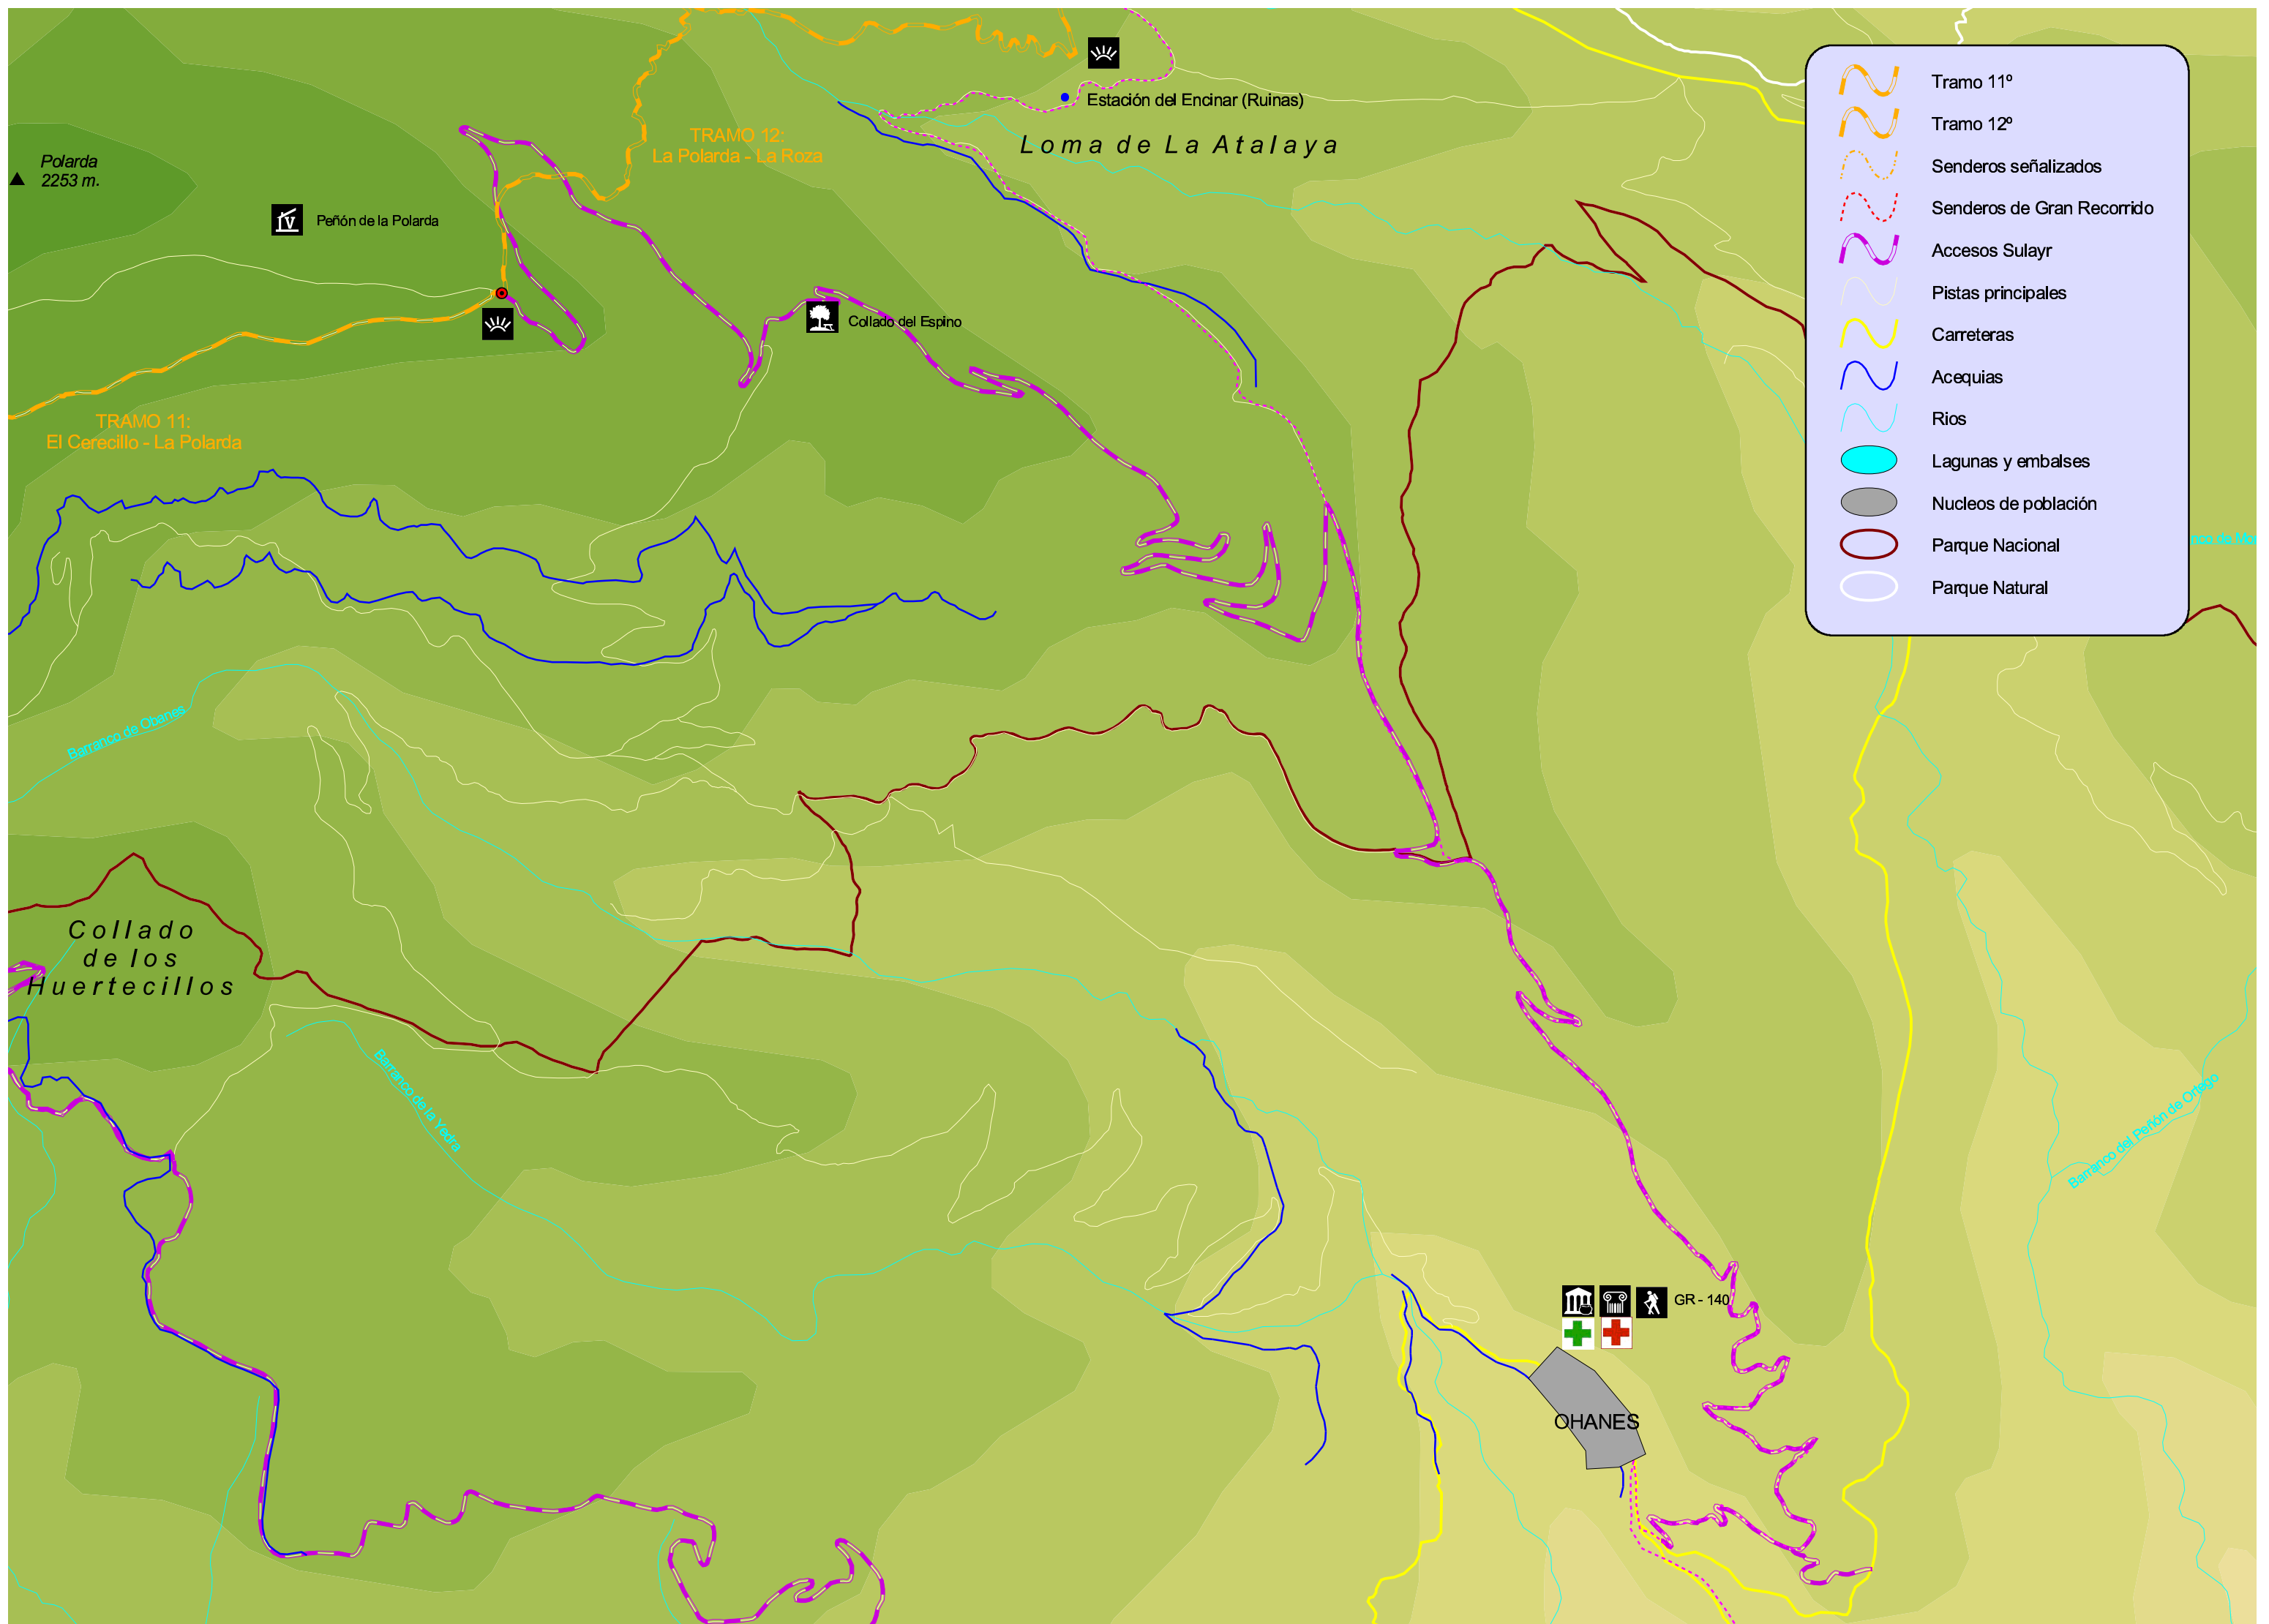 Estación del Encinar (Ruinas)
Loma de La Atalaya
TRAMO 12:
La Polarda - La Roza
Polarda
2253 m.
Peñón de la Polarda
Collado del Espino
TRAMO 11:
El Cerecillo - La Polarda
Tramo 11º
Tramo 12º
Senderos señalizados
Senderos de Gran Recorrido
Accesos Sulayr
Pistas principales
Carreteras
Acequias
Rios
Lagunas y embalses
Nucleos de población
Parque Nacional
Parque Natural
Barranco de Obanes
Collado
de los
Huertecillos
Barranco de la Yedra
Barranco del Peñón de Ortego
GR - 140
OHANES